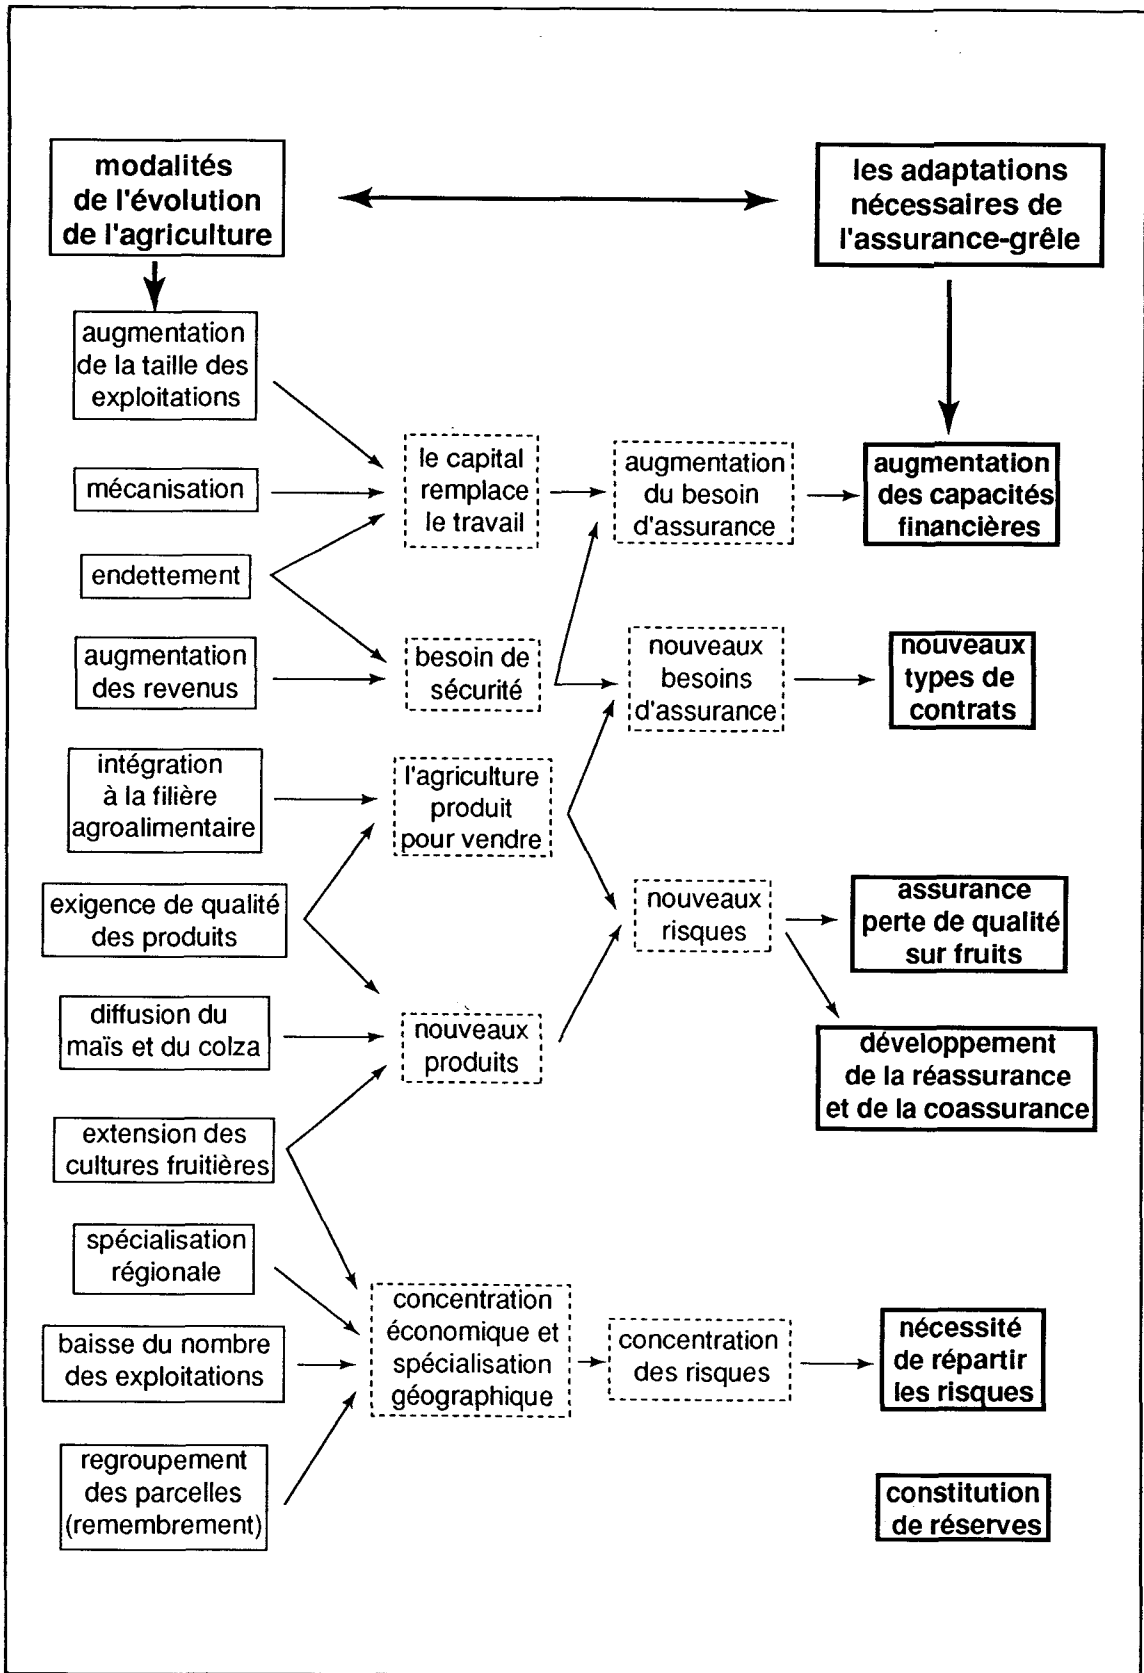 modalités
de l'évolution
de l'agriculture
les adaptations
nécessaires de
l'assurance-grêle
augmentation
de la taille des
exploitations
mécanisation
endettement
augmentation
des revenus
intégration
à la filière
agroalimentaire
exigence de qualité
des produits
diffusion du
maïs et du colza
extension des
cultures fruitières
spécialisation
régionale
baisse du nombre
des exploitations
regroupement
des parcelles
(remembrement)
le capital
remplace
le travail
besoin de
sécurité
l'agriculture
produit
pour vendre
nouveaux
produits
concentration
économique et
spécialisation
géographique
augmentation
du besoin
d'assurance
nouveaux
besoins
d'assurance
nouveaux
risques
concentration
des risques
augmentation
des capacités
financières
nouveaux
types de
contrats
assurance
perte de qualité
sur fruits
développement
de la réassurance
et de la coassurance
nécessité
de répartir
les risques
constitution
de réserves